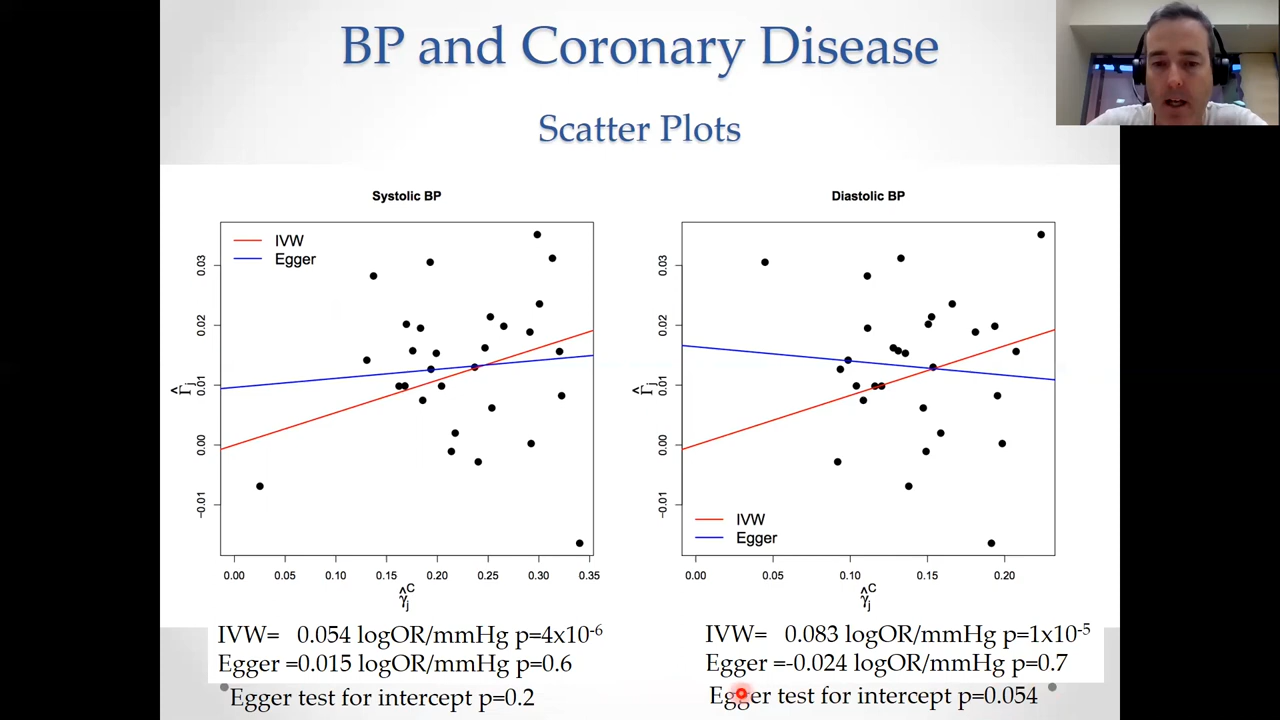 BP and Coronary Disease
Scatter Plots
Systolic BP
IVW
Egger
0.03
0.02
0.01
0.00
−0.01
Γ̂j
0.00 0.05 0.10 0.15 0.20 0.25 0.30 0.35
γ̂jC
Diastolic BP
IVW
Egger
0.03
0.02
0.01
0.00
−0.01
Γ̂j
0.00 0.05 0.10 0.15 0.20
γ̂jC
IVW= 0.054 logOR/mmHg p=4x10-6
Egger =0.015 logOR/mmHg p=0.6
Egger test for intercept p=0.2
IVW= 0.083 logOR/mmHg p=1x10-5
Egger =-0.024 logOR/mmHg p=0.7
Egger test for intercept p=0.054